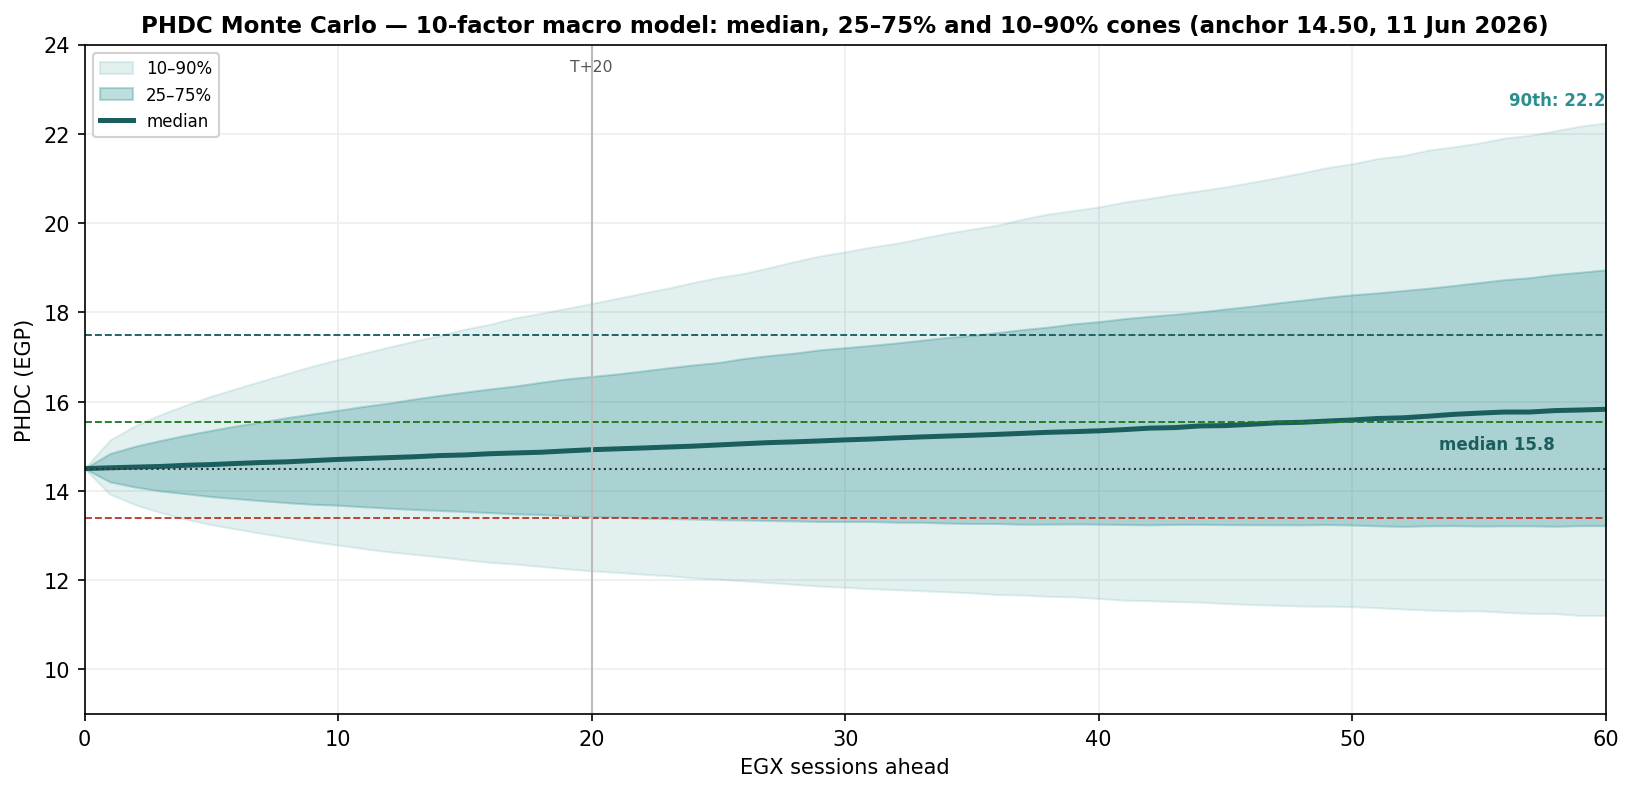 PHDC Monte Carlo — 10-factor macro model: median, 25–75% and 10–90% cones (anchor 14.50, 11 Jun 2026)
10–90%
25–75%
median
T+20
90th: 22.2
median 15.8
PHDC (EGP)
24
22
20
18
16
14
12
10
0 10 20 30 40 50 60
EGX sessions ahead